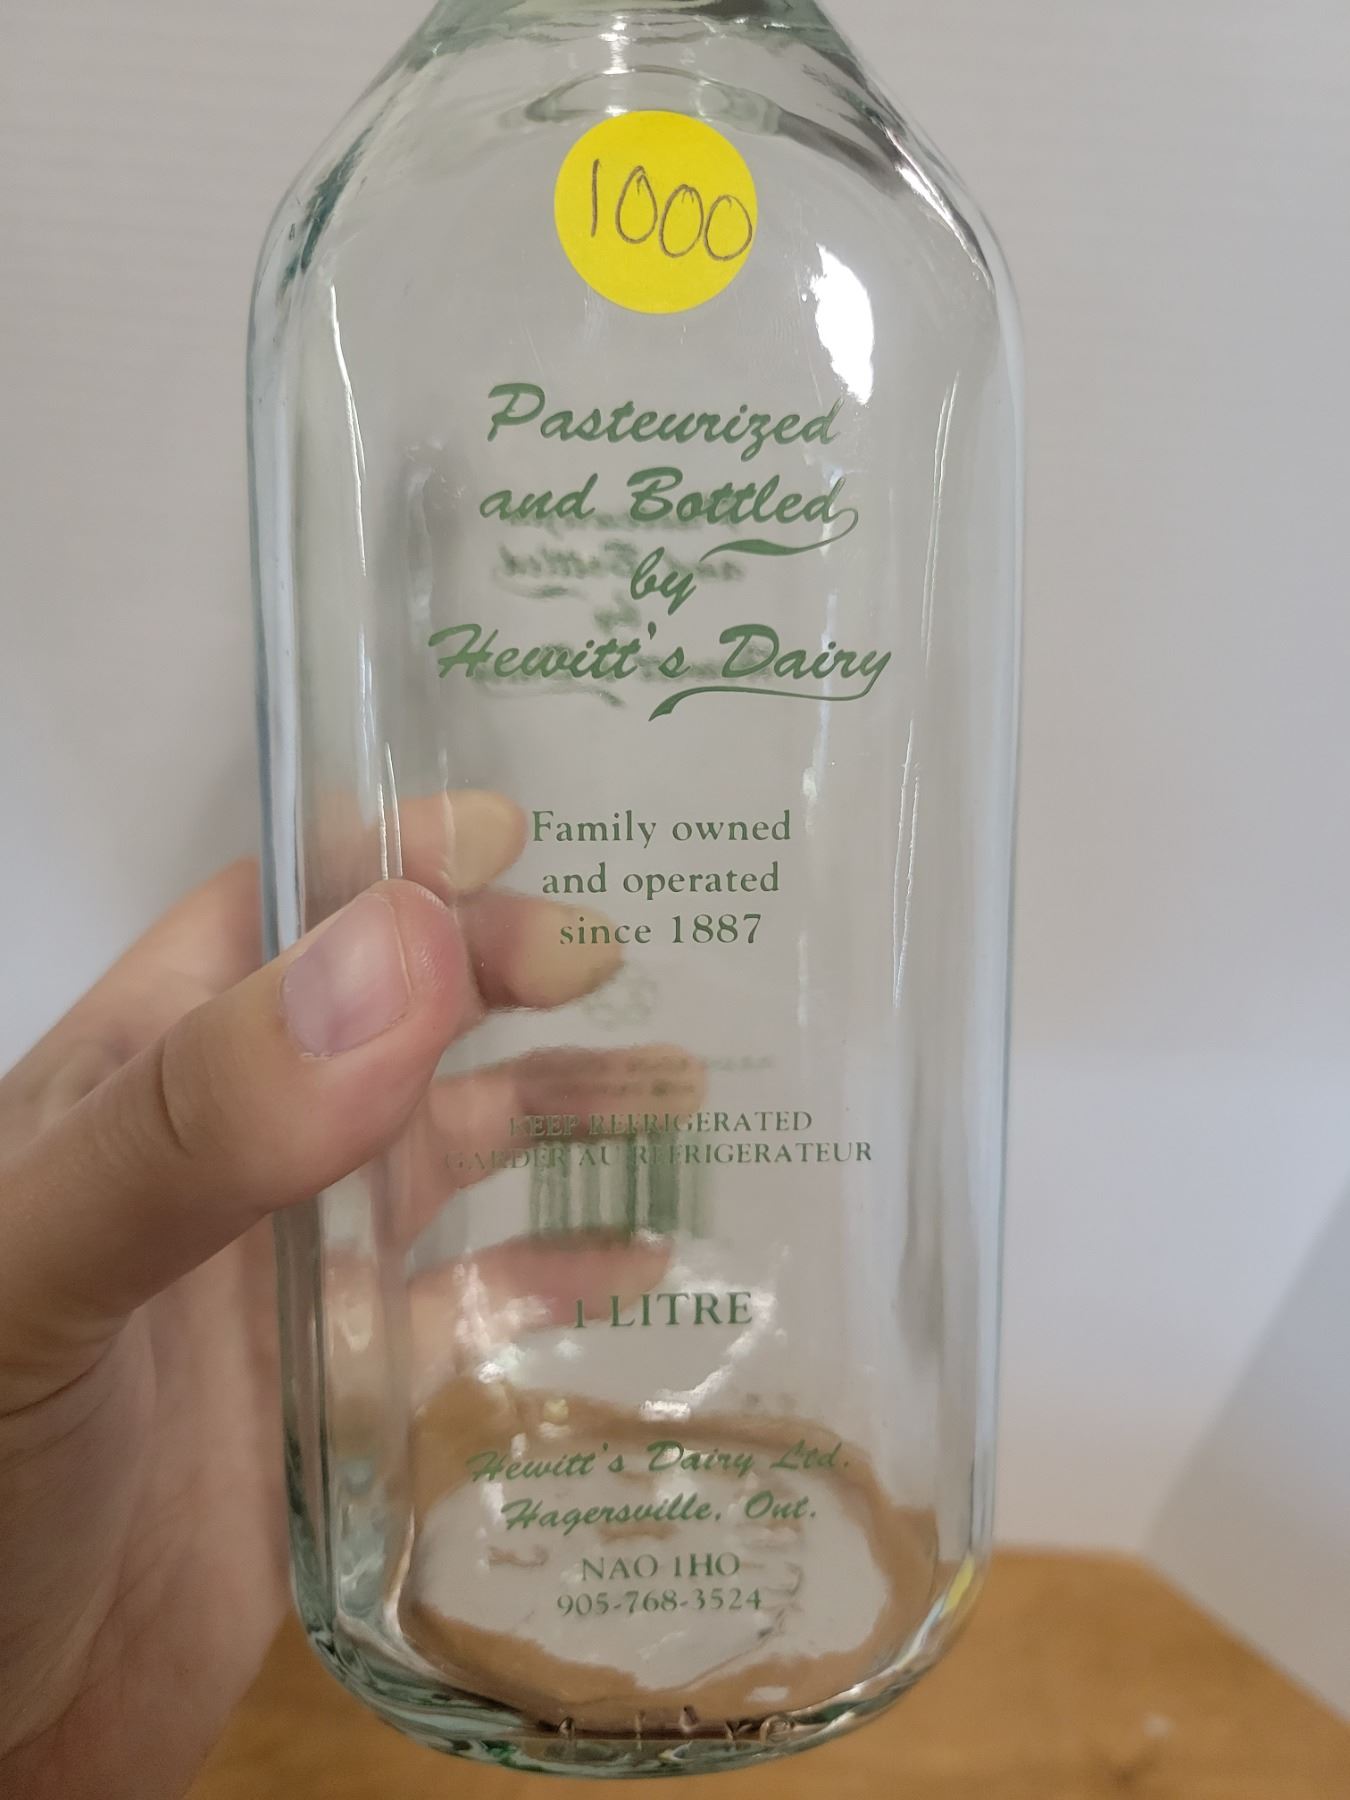 1000
Pasteurized
and Bottled
by
Hewitt's Dairy
Family owned
and operated
since 1887
KEEP REFRIGERATED
GARDER AU REFRIGERATEUR
1 LITRE
Hewitt's Dairy Ltd.
Hagersville, Ont.
NAO 1HO
905-768-3524